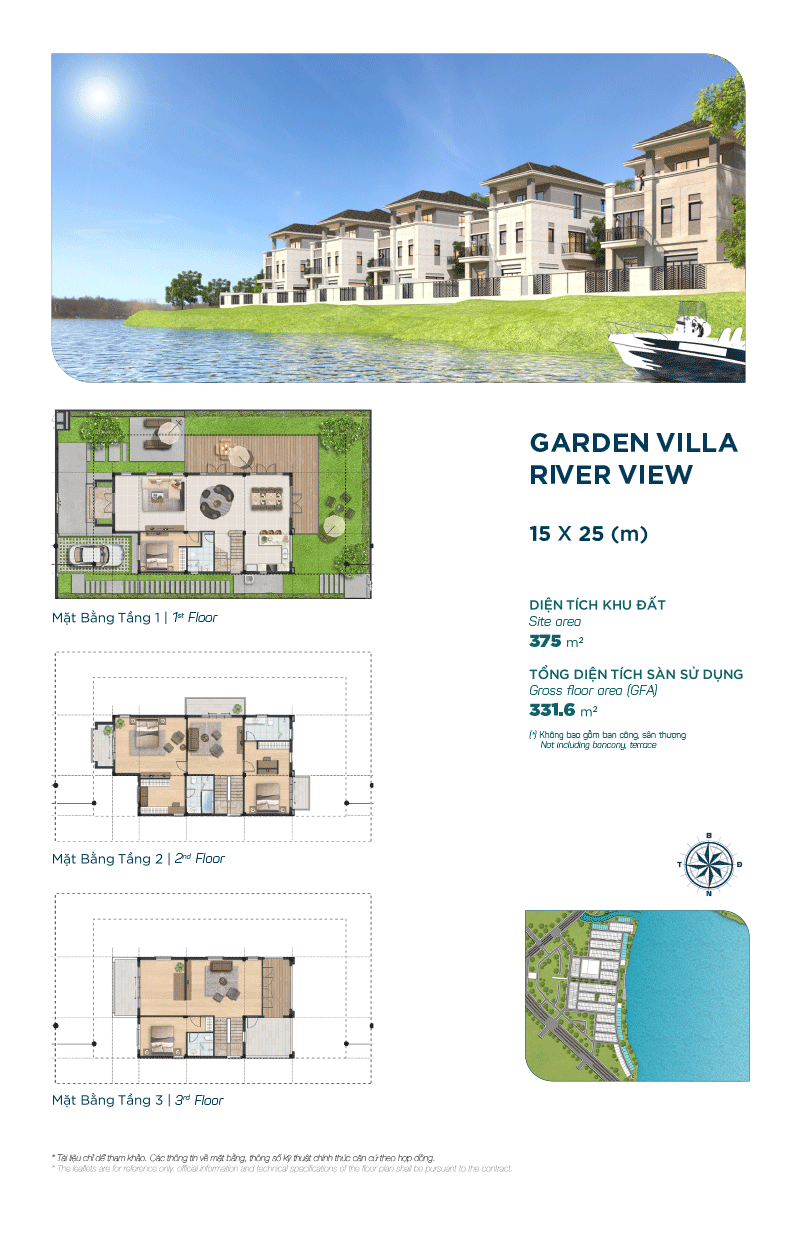 GARDEN VILLA
RIVER VIEW
15 X 25 (m)
DIỆN TÍCH KHU ĐẤT
Site area
375 m²
TỔNG DIỆN TÍCH SÀN SỬ DỤNG
Gross floor area (GFA)
331.6 m²
(*) Không bao gồm ban công, sân thượng
Not including bancony, terrace
Mặt Bằng Tầng 1 | 1st Floor
Mặt Bằng Tầng 2 | 2nd Floor
B
T Đ
N
Mặt Bằng Tầng 3 | 3rd Floor
* Tài liệu chỉ để tham khảo. Các thông tin về mặt bằng, thông số kỹ thuật chính thức căn cứ theo hợp đồng.
* The leaflets are for reference only. official information and technical specifications of the floor plan shall be pursuant to the contract.